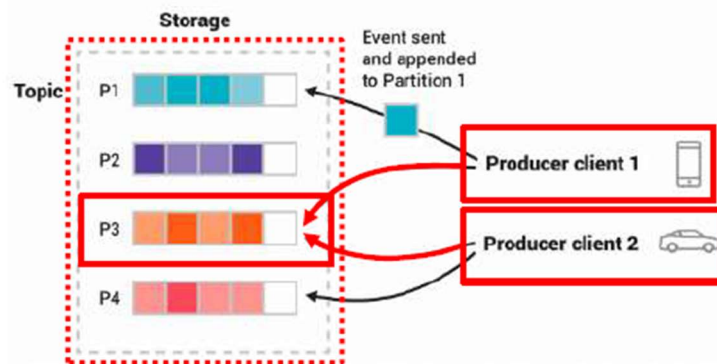 Storage
Event sent
and appended
to Partition 1
Topic
P1
P2
Producer client 1
P3
Producer client 2
P4